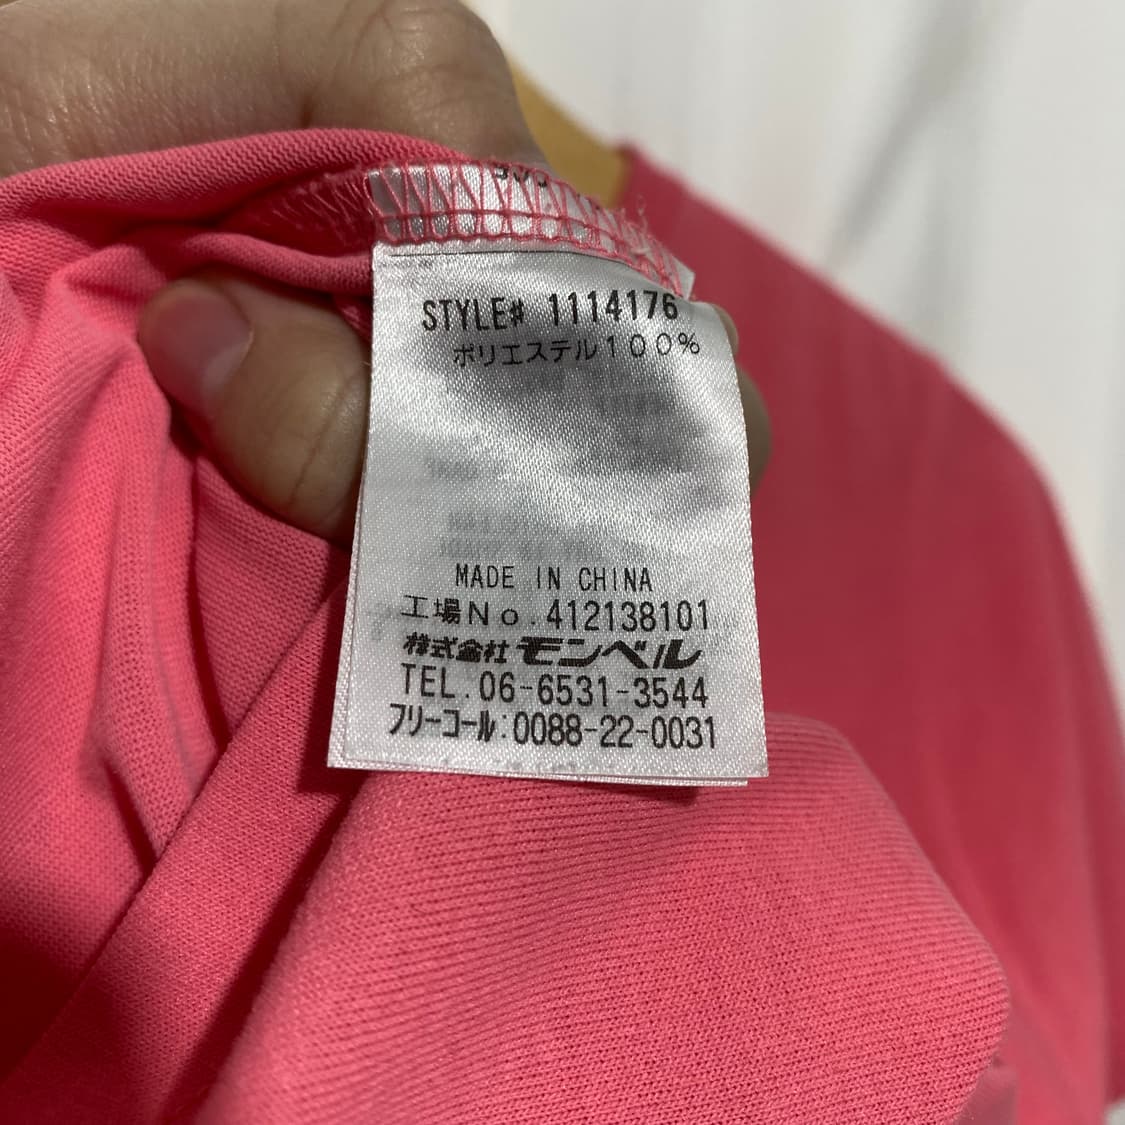 STYLE# 1114176
ポリエステル100%
MADE IN CHINA
工場No.412138101
株式会社モンベル
TEL.06-6531-3544
フリーコール:0088-22-0031